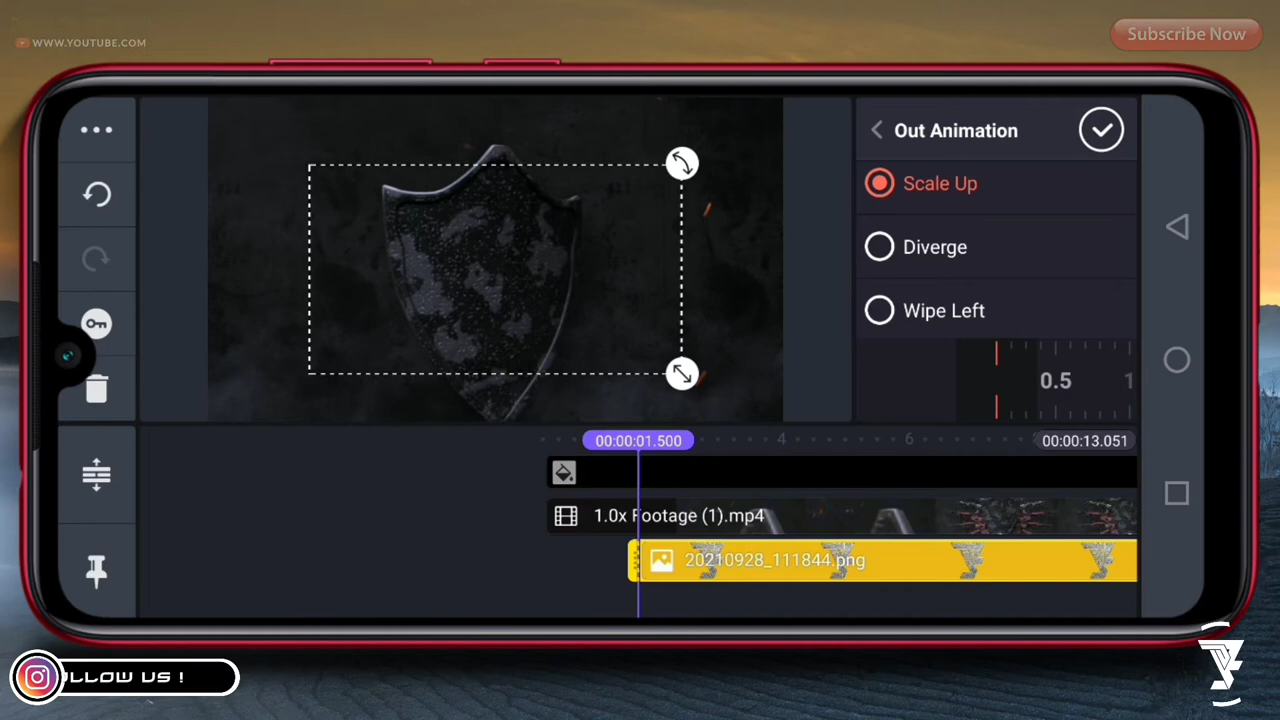 WWW.YOUTUBE.COM
Subscribe Now
Out Animation
Scale Up
Diverge
Wipe Left
0.5
1
00:00:01.500
4
6
00:00:13.051
1.0x Footage (1).mp4
20210928_111844.png
OLLOW US !